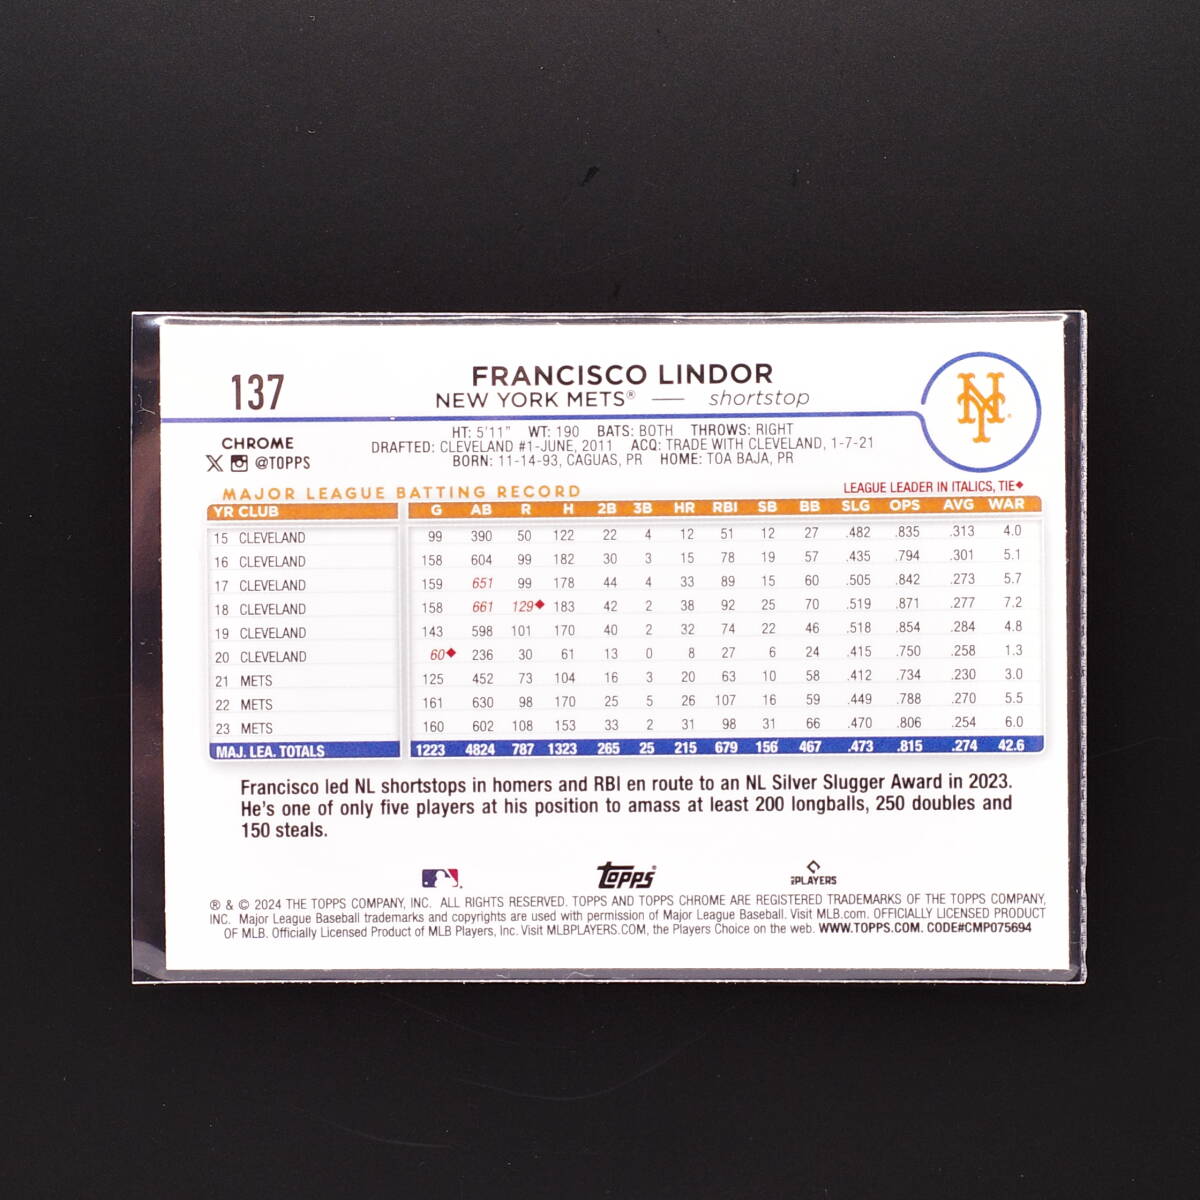 137
FRANCISCO LINDOR
NEW YORK METS® — shortstop
CHROME
X @TOPPS
HT: 5'11" WT: 190 BATS: BOTH THROWS: RIGHT
DRAFTED: CLEVELAND #1-JUNE, 2011 ACQ: TRADE WITH CLEVELAND, 1-7-21
BORN: 11-14-93, CAGUAS, PR HOME: TOA BAJA, PR
NY
MAJOR LEAGUE BATTING RECORD LEAGUE LEADER IN ITALICS, TIE◆
YR CLUB G AB R H 2B 3B HR RBI SB BB SLG OPS AVG WAR
15 CLEVELAND 99 390 50 122 22 4 12 51 12 27 .482 .835 .313 4.0
16 CLEVELAND 158 604 99 182 30 3 15 78 19 57 .435 .794 .301 5.1
17 CLEVELAND 159 651 99 178 44 4 33 89 15 60 .505 .842 .273 5.7
18 CLEVELAND 158 661 129◆ 183 42 2 38 92 25 70 .519 .871 .277 7.2
19 CLEVELAND 143 598 101 170 40 2 32 74 22 46 .518 .854 .284 4.8
20 CLEVELAND 60◆ 236 30 61 13 0 8 27 6 24 .415 .750 .258 1.3
21 METS 125 452 73 104 16 3 20 63 10 58 .412 .734 .230 3.0
22 METS 161 630 98 170 25 5 26 107 16 59 .449 .788 .270 5.5
23 METS 160 602 108 153 33 2 31 98 31 66 .470 .806 .254 6.0
MAJ. LEA. TOTALS 1223 4824 787 1323 265 25 215 679 156 467 .473 .815 .274 42.6
Francisco led NL shortstops in homers and RBI en route to an NL Silver Slugger Award in 2023.
He's one of only five players at his position to amass at least 200 longballs, 250 doubles and
150 steals.
TOPPS® PLAYERS
® & © 2024 THE TOPPS COMPANY, INC. ALL RIGHTS RESERVED. TOPPS AND TOPPS CHROME ARE REGISTERED TRADEMARKS OF THE TOPPS COMPANY,
INC. Major League Baseball trademarks and copyrights are used with permission of Major League Baseball. Visit MLB.com. OFFICIALLY LICENSED PRODUCT
OF MLB. Officially Licensed Product of MLB Players, Inc. Visit MLBPLAYERS.COM, the Players Choice on the web. WWW.TOPPS.COM. CODE#CMP075694